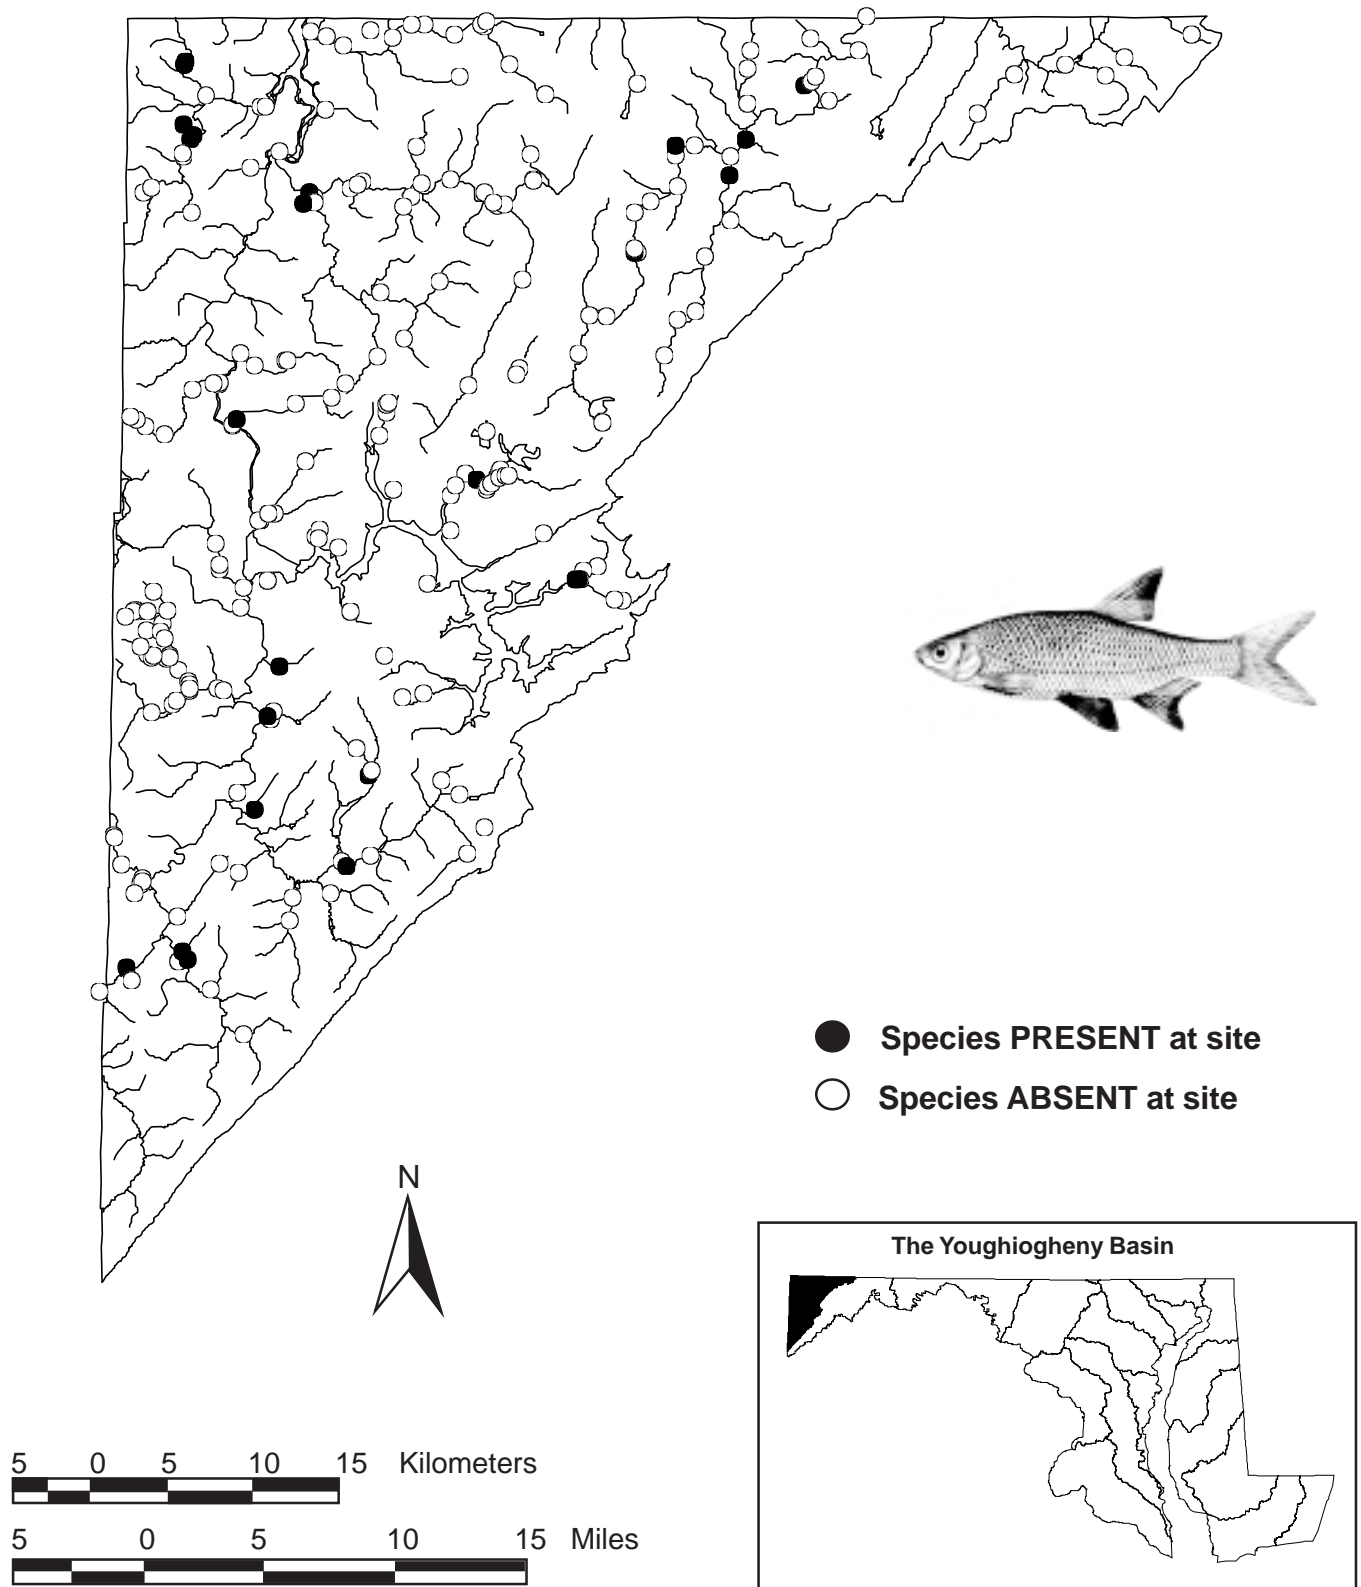 Species PRESENT at site
Species ABSENT at site
N
The Youghiogheny Basin
5 0 5 10 15 Kilometers
5 0 5 10 15 Miles